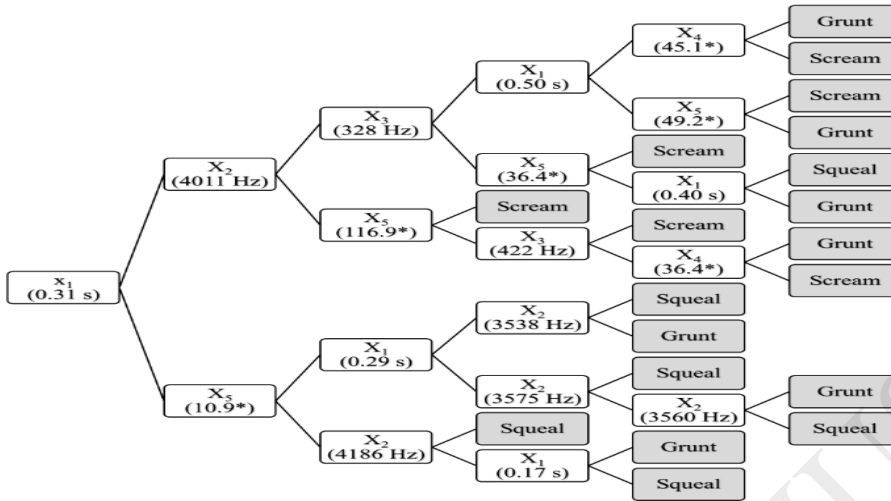 x₁
(0.31 s)
X₂
(4011 Hz)
X₅
(10.9*)
X₃
(328 Hz)
X₅
(116.9*)
X₁
(0.29 s)
X₂
(4186 Hz)
X₁
(0.50 s)
X₅
(36.4*)
Scream
X₃
(422 Hz)
X₂
(3538 Hz)
X₂
(3575 Hz)
Squeal
X₁
(0.17 s)
X₄
(45.1*)
X₅
(49.2*)
Scream
X₁
(0.40 s)
Scream
X₄
(36.4*)
Squeal
Grunt
Squeal
X₂
(3560 Hz)
Grunt
Squeal
Grunt
Scream
Scream
Grunt
Squeal
Grunt
Grunt
Scream
Grunt
Squeal